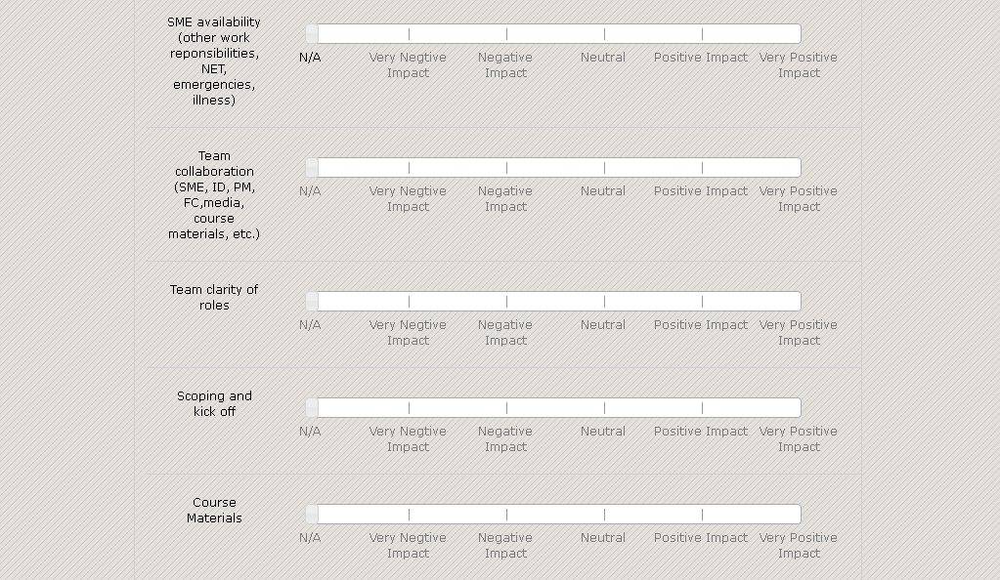 SME availability
(other work
reponsibilities,
NET,
emergencies,
illness)
N/A Very Negtive Impact Negative Impact Neutral Positive Impact Very Positive Impact
Team
collaboration
(SME, ID, PM,
FC,media,
course
materials, etc.)
N/A Very Negtive Impact Negative Impact Neutral Positive Impact Very Positive Impact
Team clarity of
roles
N/A Very Negtive Impact Negative Impact Neutral Positive Impact Very Positive Impact
Scoping and
kick off
N/A Very Negtive Impact Negative Impact Neutral Positive Impact Very Positive Impact
Course
Materials
N/A Very Negtive Impact Negative Impact Neutral Positive Impact Very Positive Impact